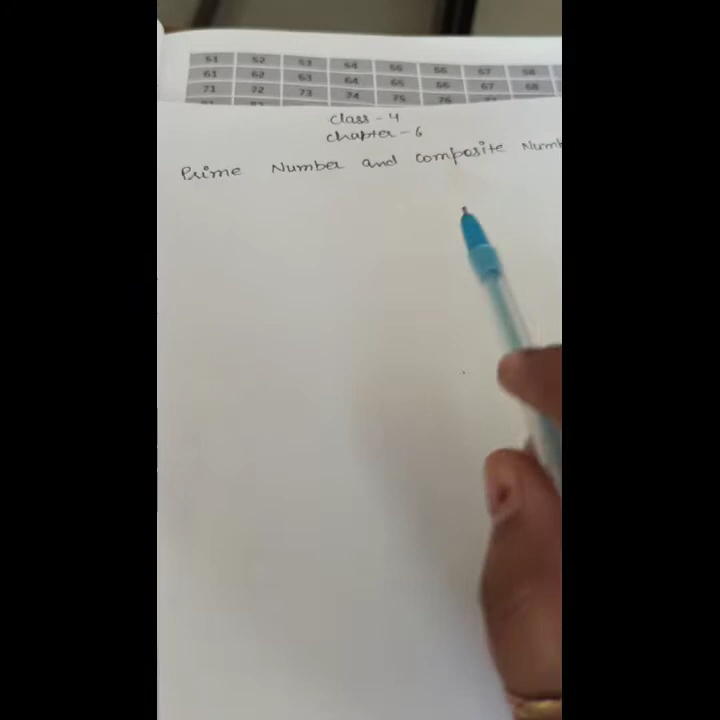 51 52 53 54 55 56 57 58
61 62 63 64 65 66 67 68
71 72 73 74 75 76
Class - 4
Chapter - 6
Prime Number and Composite Numb